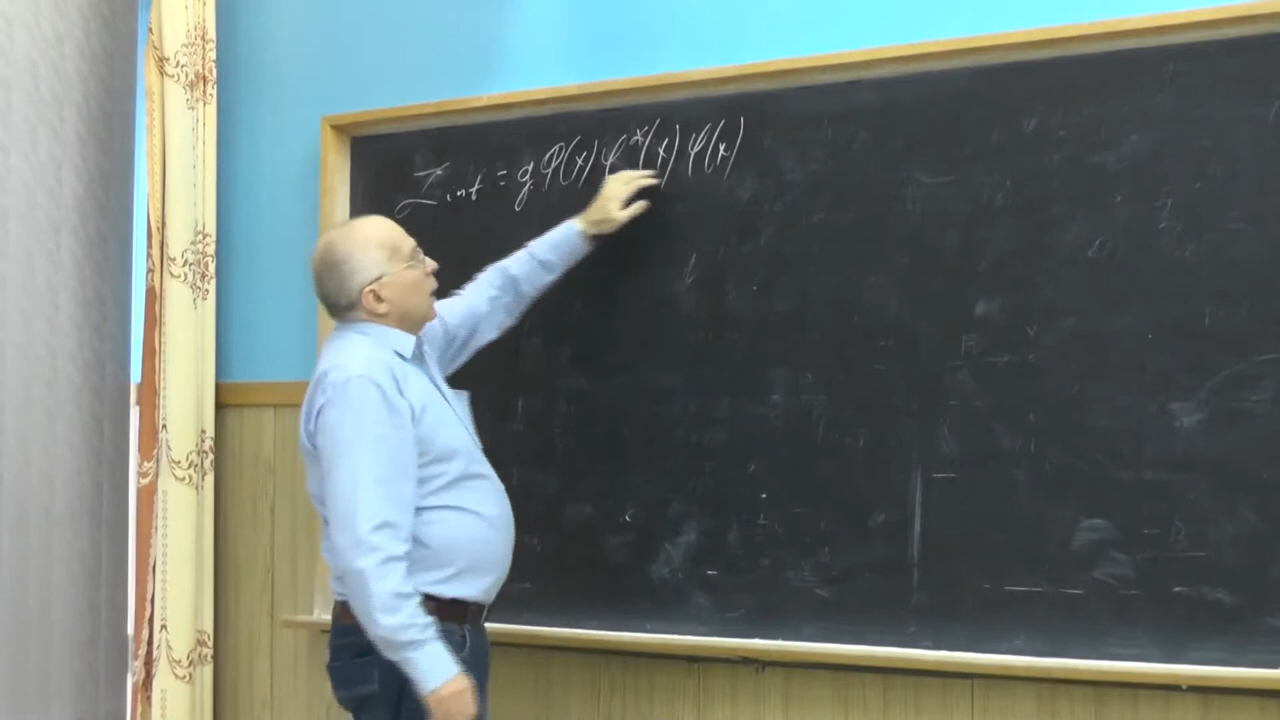 ℒ_int = g φ(x) φ*(x) φ(x)